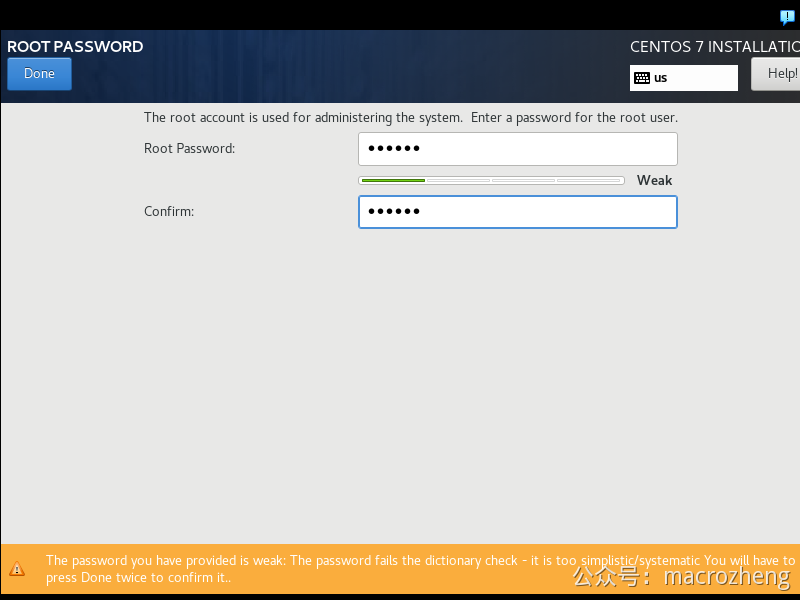 ROOT PASSWORD
CENTOS 7 INSTALLATIO
Done
us
Help!
The root account is used for administering the system.  Enter a password for the root user.
Root Password:
●●●●●●
Weak
Confirm:
●●●●●●
The password you have provided is weak: The password fails the dictionary check - it is too simplistic/systematic You will have to
press Done twice to confirm it..
公众号：macrozheng